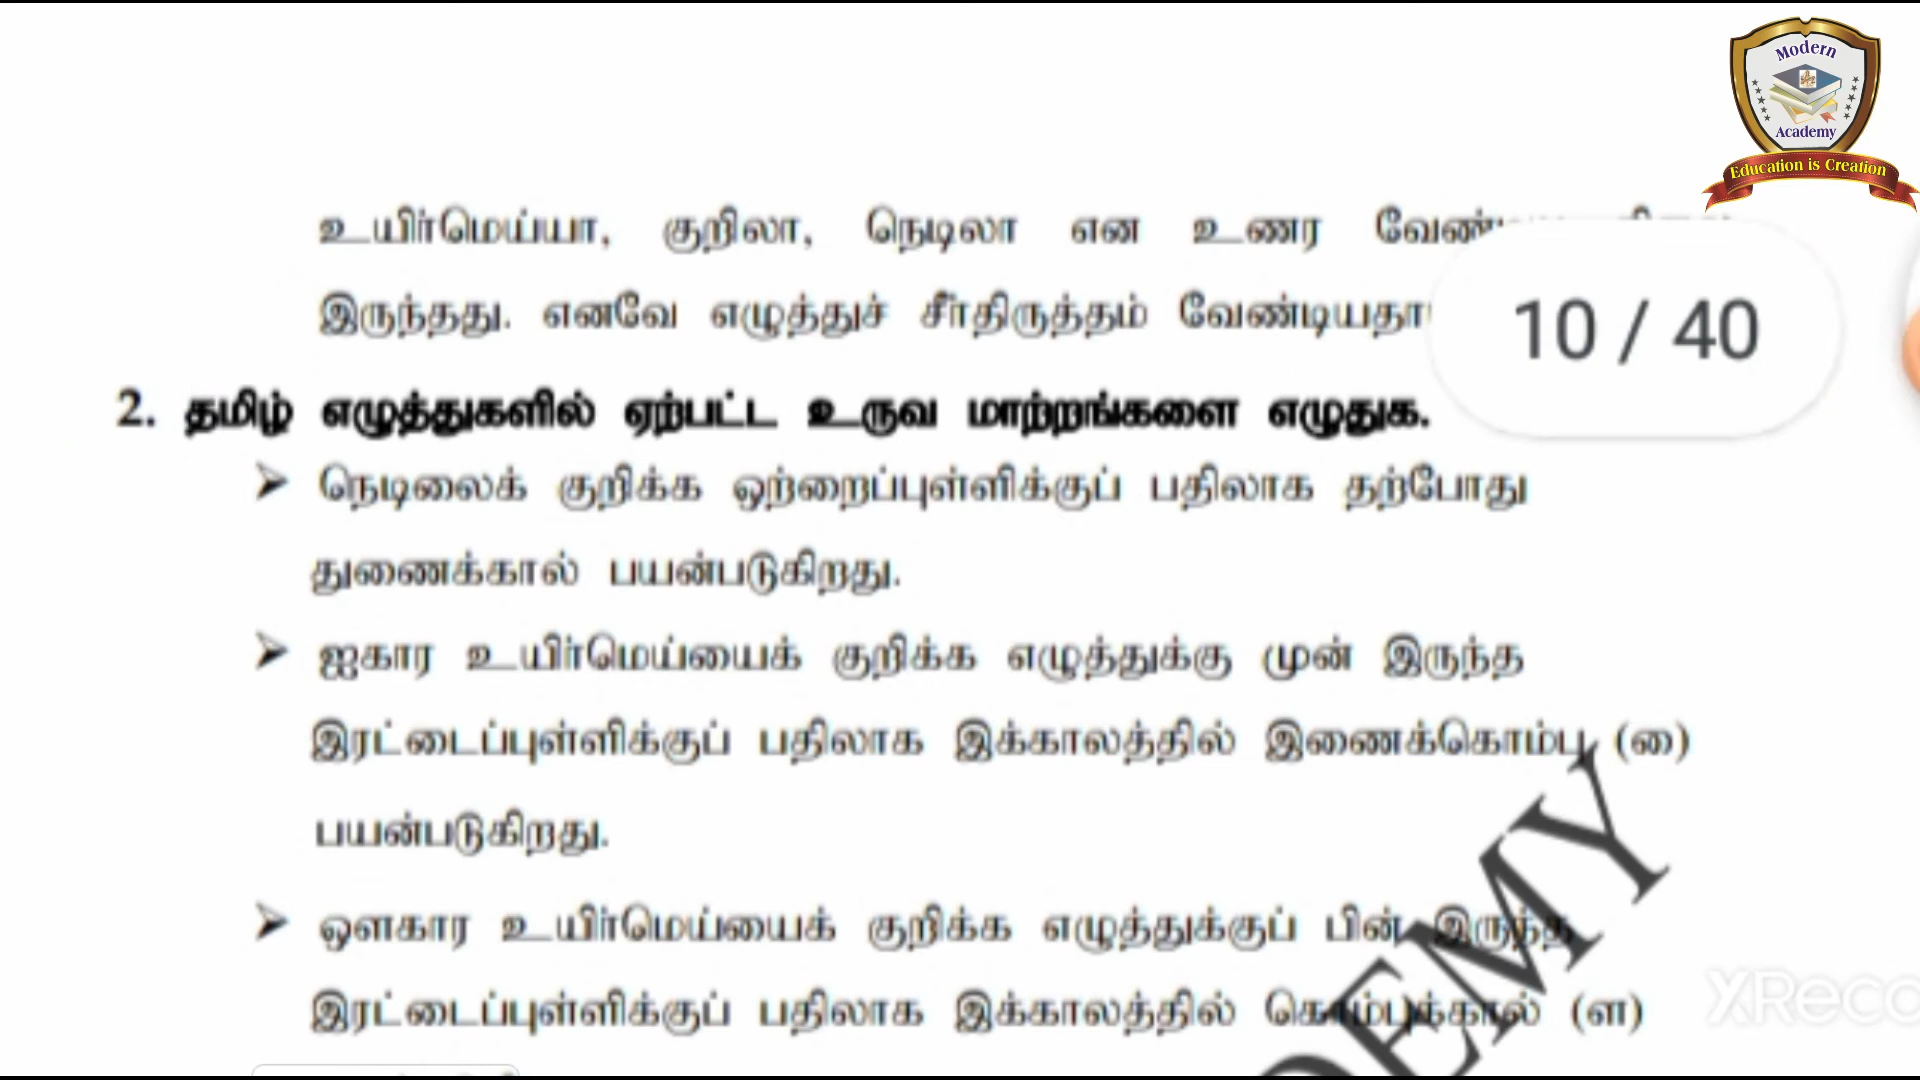 Modern
Academy
Education is Creation
உயிர்மெய்யா, குறிலா, நெடிலா என உணர
இருந்தது. எனவே எழுத்துச் சீர்திருத்தம்
10 / 40
2. தமிழ் எழுத்துகளில் ஏற்பட்ட உருவ மாற்றங்களை எழுதுக.
➤ நெடிலைக் குறிக்க ஒற்றைப்புள்ளிக்குப் பதிலாக தற்போது
துணைக்கால் பயன்படுகிறது.
➤ ஐகார உயிர்மெய்யைக் குறிக்க எழுத்துக்கு முன் இருந்த
இரட்டைப்புள்ளிக்குப் பதிலாக இக்காலத்தில் இணைக்கொம்பு (ை)
பயன்படுகிறது.
➤ ஒளகார உயிர்மெய்யைக் குறிக்க எழுத்துக்குப் பின் இருந்த
இரட்டைப்புள்ளிக்குப் பதிலாக இக்காலத்தில் கொம்புக்கால் (ள)